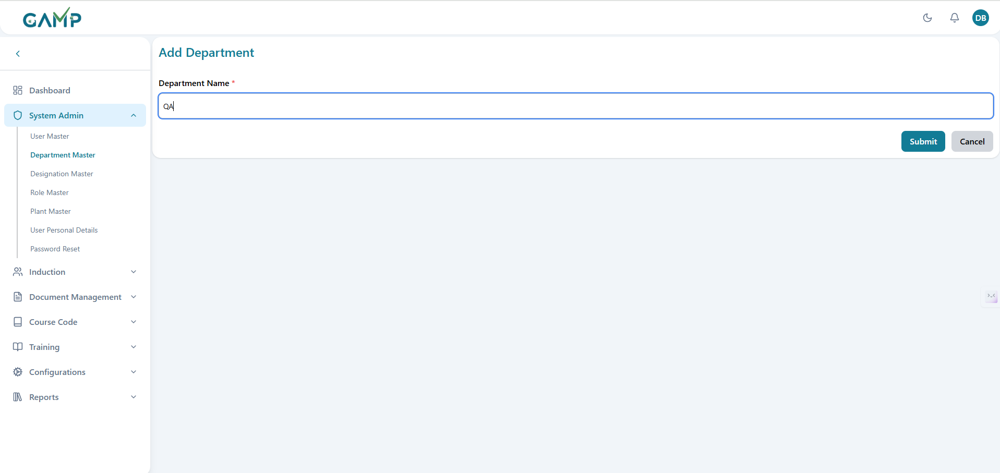 GAMP
DB
Add Department
Department Name *
QA
Submit
Cancel
Dashboard
System Admin
User Master
Department Master
Designation Master
Role Master
Plant Master
User Personal Details
Password Reset
Induction
Document Management
Course Code
Training
Configurations
Reports